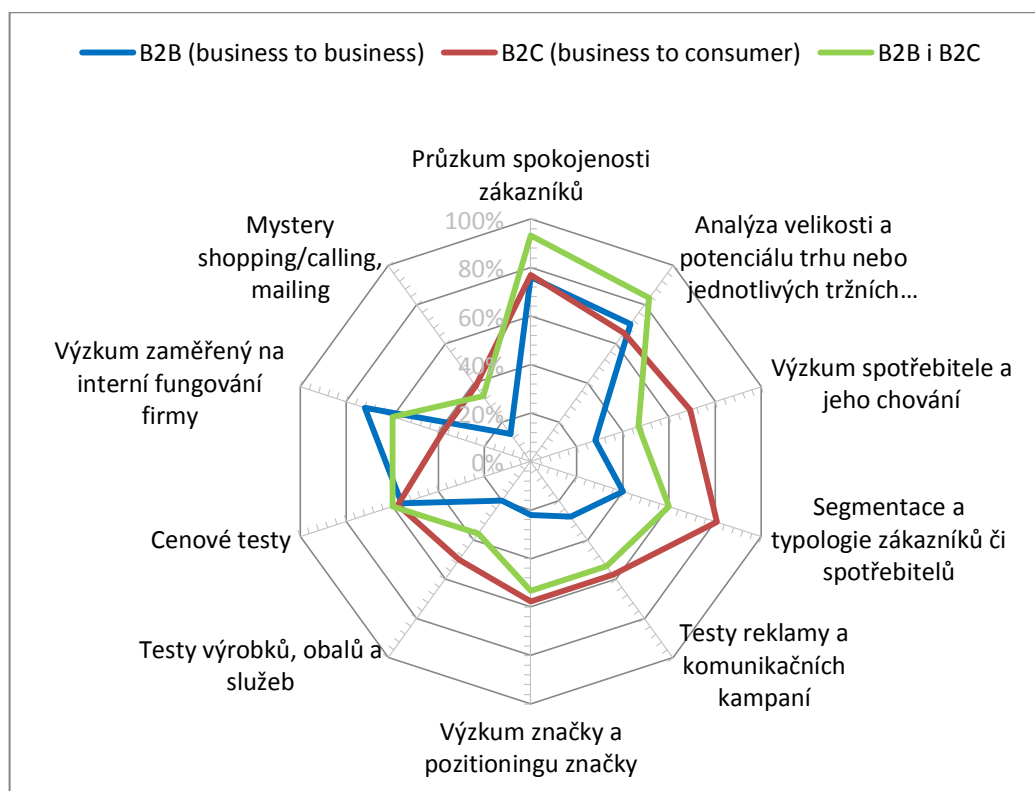 B2B (business to business)
B2C (business to consumer)
B2B i B2C
Průzkum spokojenosti
zákazníků
Analýza velikosti a
potenciálu trhu nebo
jednotlivých tržních…
Výzkum spotřebitele a
jeho chování
Segmentace a
typologie zákazníků či
spotřebitelů
Testy reklamy a
komunikačních
kampaní
Výzkum značky a
pozitioningu značky
Testy výrobků, obalů a
služeb
Cenové testy
Výzkum zaměřený na
interní fungování
firmy
Mystery
shopping/calling,
mailing
100%
80%
60%
40%
20%
0%